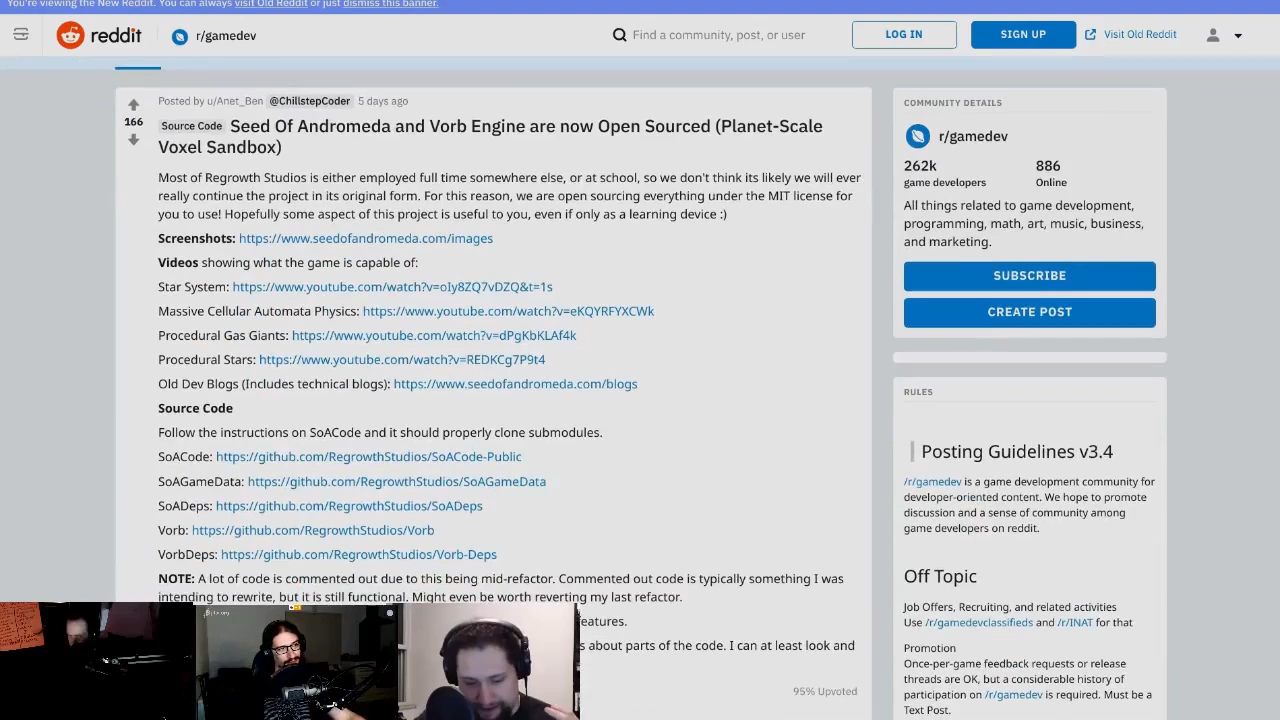 You're viewing the New Reddit. You can always visit Old Reddit or just dismiss this banner.
reddit
r/gamedev
Find a community, post, or user
LOG IN
SIGN UP
Visit Old Reddit
Posted by u/Anet_Ben @ChillstepCoder 5 days ago
166
Source Code Seed Of Andromeda and Vorb Engine are now Open Sourced (Planet-Scale
Voxel Sandbox)
Most of Regrowth Studios is either employed full time somewhere else, or at school, so we don't think its likely we will ever
really continue the project in its original form. For this reason, we are open sourcing everything under the MIT license for
you to use! Hopefully some aspect of this project is useful to you, even if only as a learning device :)
Screenshots: https://www.seedofandromeda.com/images
Videos showing what the game is capable of:
Star System: https://www.youtube.com/watch?v=oIy8ZQ7vDZQ&t=1s
Massive Cellular Automata Physics: https://www.youtube.com/watch?v=eKQYRFYXCWk
Procedural Gas Giants: https://www.youtube.com/watch?v=dPgKbKLAf4k
Procedural Stars: https://www.youtube.com/watch?v=REDKCg7P9t4
Old Dev Blogs (Includes technical blogs): https://www.seedofandromeda.com/blogs
Source Code
Follow the instructions on SoACode and it should properly clone submodules.
SoACode: https://github.com/RegrowthStudios/SoACode-Public
SoAGameData: https://github.com/RegrowthStudios/SoAGameData
SoADeps: https://github.com/RegrowthStudios/SoADeps
Vorb: https://github.com/RegrowthStudios/Vorb
VorbDeps: https://github.com/RegrowthStudios/Vorb-Deps
NOTE: A lot of code is commented out due to this being mid-refactor. Commented out code is typically something I was
intending to rewrite, but it is still functional. Might even be worth reverting my last refactor.
features.
s about parts of the code. I can at least look and
95% Upvoted
COMMUNITY DETAILS
r/gamedev
262k 886
game developers Online
All things related to game development,
programming, math, art, music, business,
and marketing.
SUBSCRIBE
CREATE POST
RULES
Posting Guidelines v3.4
/r/gamedev is a game development community for
developer-oriented content. We hope to promote
discussion and a sense of community among
game developers on reddit.
Off Topic
Job Offers, Recruiting, and related activities
Use /r/gamedevclassifieds and /r/INAT for that
Promotion
Once-per-game feedback requests or release
threads are OK, but a considerable history of
participation on /r/gamedev is required. Must be a
Text Post.